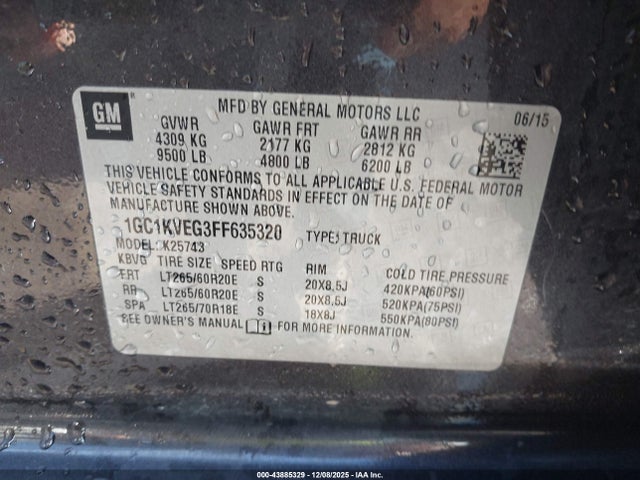 GM
MFD BY GENERAL MOTORS LLC 06/15
GVWR GAWR FRT GAWR RR
4309 KG 2177 KG 2812 KG
9500 LB 4800 LB 6200 LB
THIS VEHICLE CONFORMS TO ALL APPLICABLE U.S. FEDERAL MOTOR
VEHICLE SAFETY STANDARDS IN EFFECT ON THE DATE OF
MANUFACTURE SHOWN ABOVE.
1GC1KVEG3FF635320 TYPE: TRUCK
MODEL: K25743
KBVG TIRE SIZE SPEED RTG RIM COLD TIRE PRESSURE
FRT LT265/60R20E S 20X8.5J 420KPA(60PSI)
RR LT265/60R20E S 20X8.5J 520KPA(75PSI)
SPA LT265/70R18E S 18X8J 550KPA(80PSI)
SEE OWNER'S MANUAL FOR MORE INFORMATION.
000-43885329 - 12/08/2025 - IAA Inc.